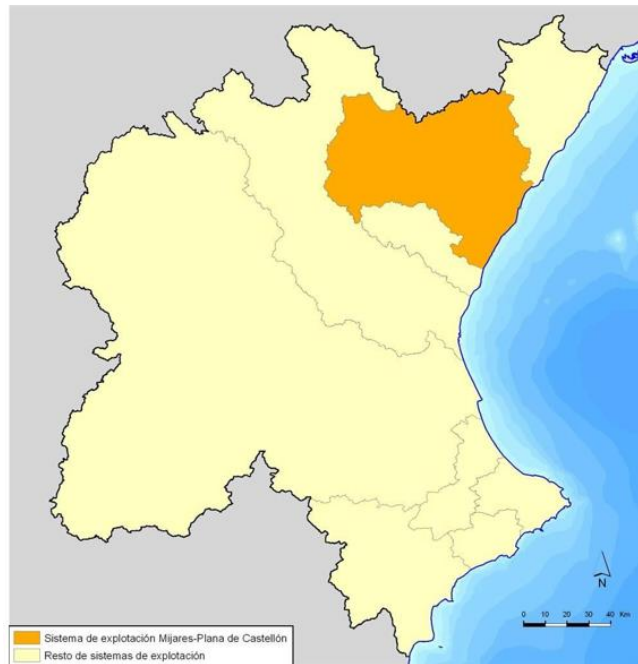 N
0 10 20 30 40 Km
Sistema de explotación Mijares-Plana de Castellón
Resto de sistemas de explotación